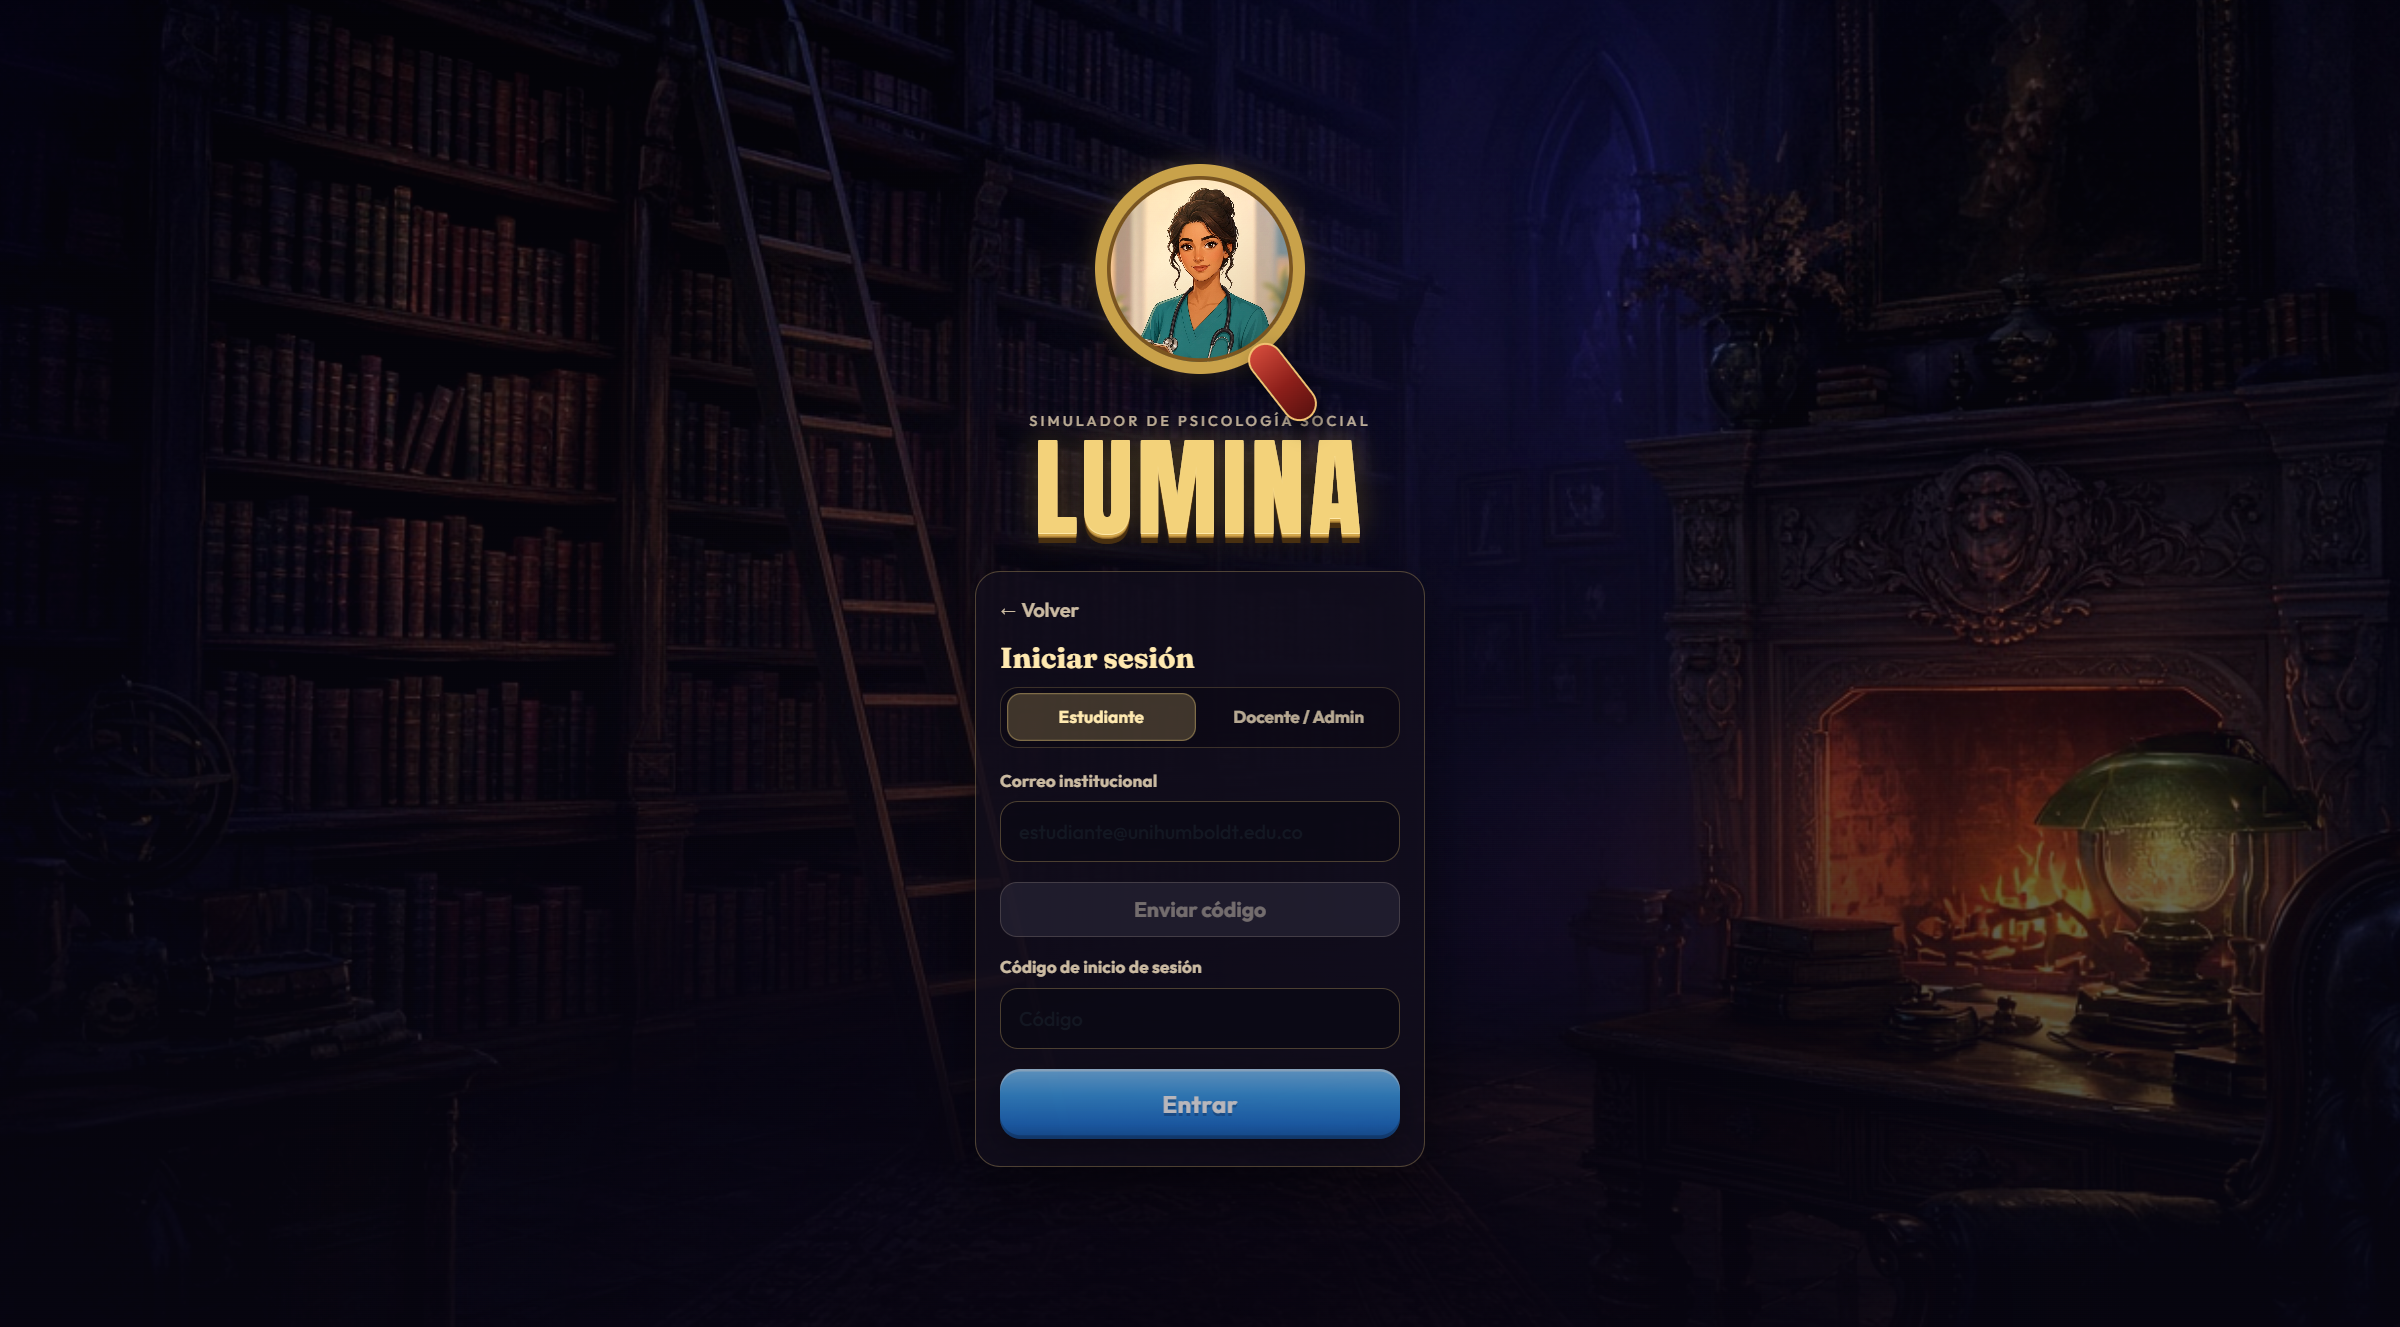 SIMULADOR DE PSICOLOGÍA SOCIAL
LUMINA
← Volver
Iniciar sesión
Estudiante
Docente / Admin
Correo institucional
estudiante@unihumboldt.edu.co
Enviar código
Código de inicio de sesión
Código
Entrar